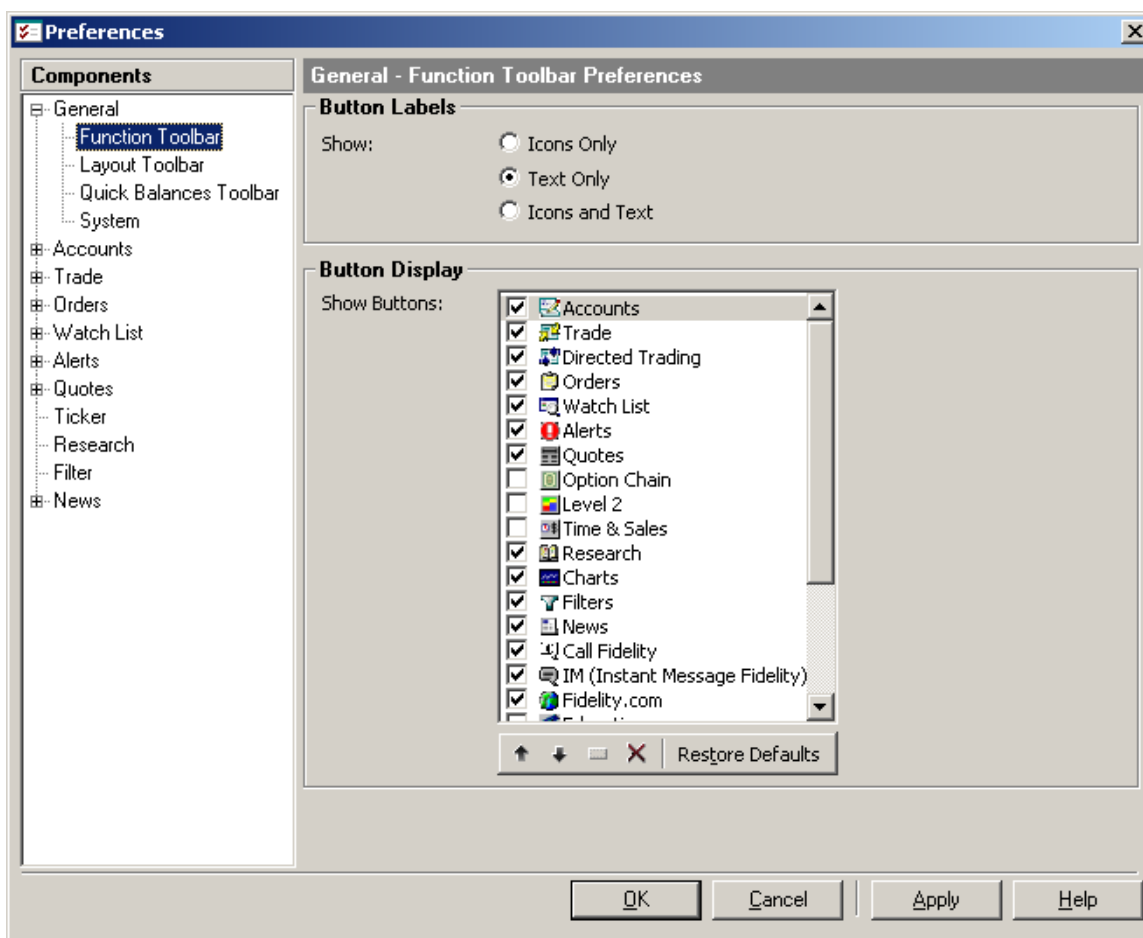 Preferences
Components
General
Function Toolbar
Layout Toolbar
Quick Balances Toolbar
System
Accounts
Trade
Orders
Watch List
Alerts
Quotes
Ticker
Research
Filter
News
General - Function Toolbar Preferences
Button Labels
Show:
Icons Only
Text Only
Icons and Text
Button Display
Show Buttons:
Accounts
Trade
Directed Trading
Orders
Watch List
Alerts
Quotes
Option Chain
Level 2
Time & Sales
Research
Charts
Filters
News
Call Fidelity
IM (Instant Message Fidelity)
Fidelity.com
Restore Defaults
OK
Cancel
Apply
Help